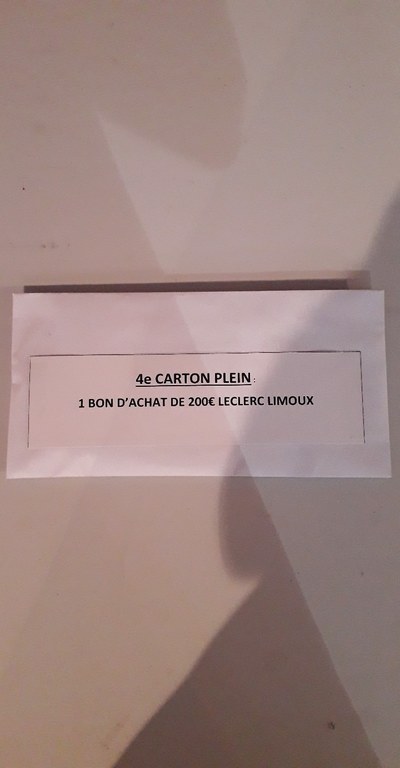 4e CARTON PLEIN :
1 BON D’ACHAT DE 200€ LECLERC LIMOUX